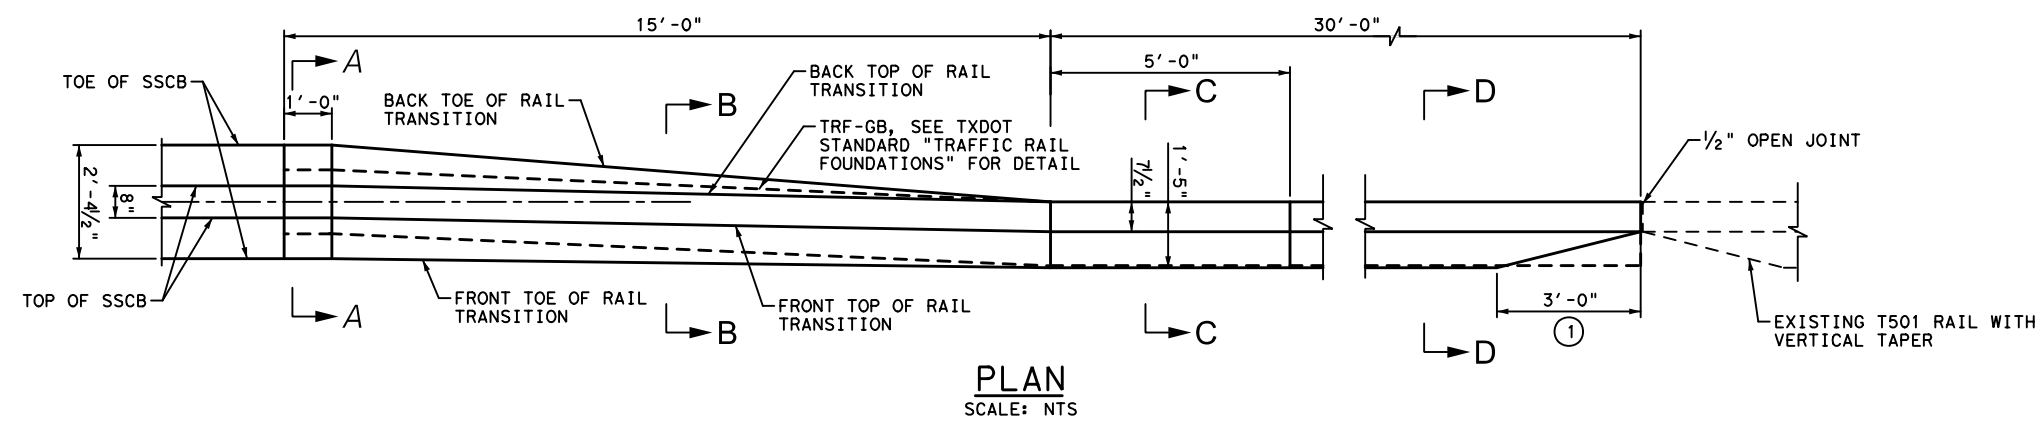 15'-0"
30'-0"
A
TOE OF SSCB
1'-0"
BACK TOE OF RAIL
TRANSITION
B
BACK TOP OF RAIL
TRANSITION
TRF-GB, SEE TXDOT
STANDARD "TRAFFIC RAIL
FOUNDATIONS" FOR DETAIL
5'-0"
C
D
1/2" OPEN JOINT
2'-41/2"
8"
7 1/2"
1'-5"
TOP OF SSCB
A
FRONT TOE OF RAIL
TRANSITION
B
FRONT TOP OF RAIL
TRANSITION
C
D
3'-0"
1
EXISTING T501 RAIL WITH
VERTICAL TAPER
PLAN
SCALE: NTS